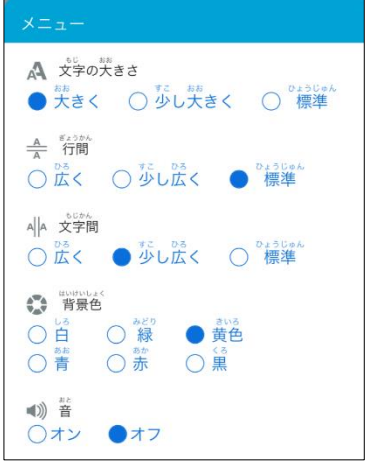 メニュー
文字の大きさ
大きく 少し大きく 標準
行間
広く 少し広く 標準
文字間
広く 少し広く 標準
背景色
白 緑 黄色
青 赤 黒
音
オン オフ